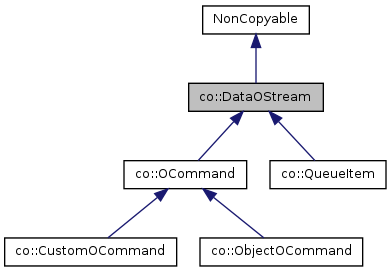 NonCopyable
co::DataOStream
co::OCommand
co::QueueItem
co::CustomOCommand
co::ObjectOCommand